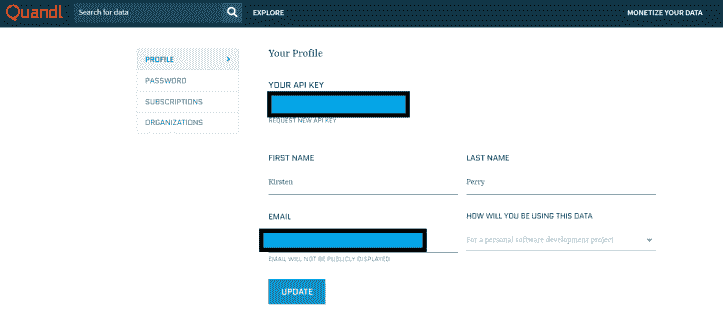 Quandl Search for data EXPLORE MONETIZE YOUR DATA
PROFILE
PASSWORD
SUBSCRIPTIONS
ORGANIZATIONS
Your Profile
YOUR API KEY
REQUEST NEW API KEY
FIRST NAME LAST NAME
Kirsten Perry
EMAIL HOW WILL YOU BE USING THIS DATA
For a personal software development project
EMAIL WILL NOT BE PUBLICLY DISPLAYED
UPDATE